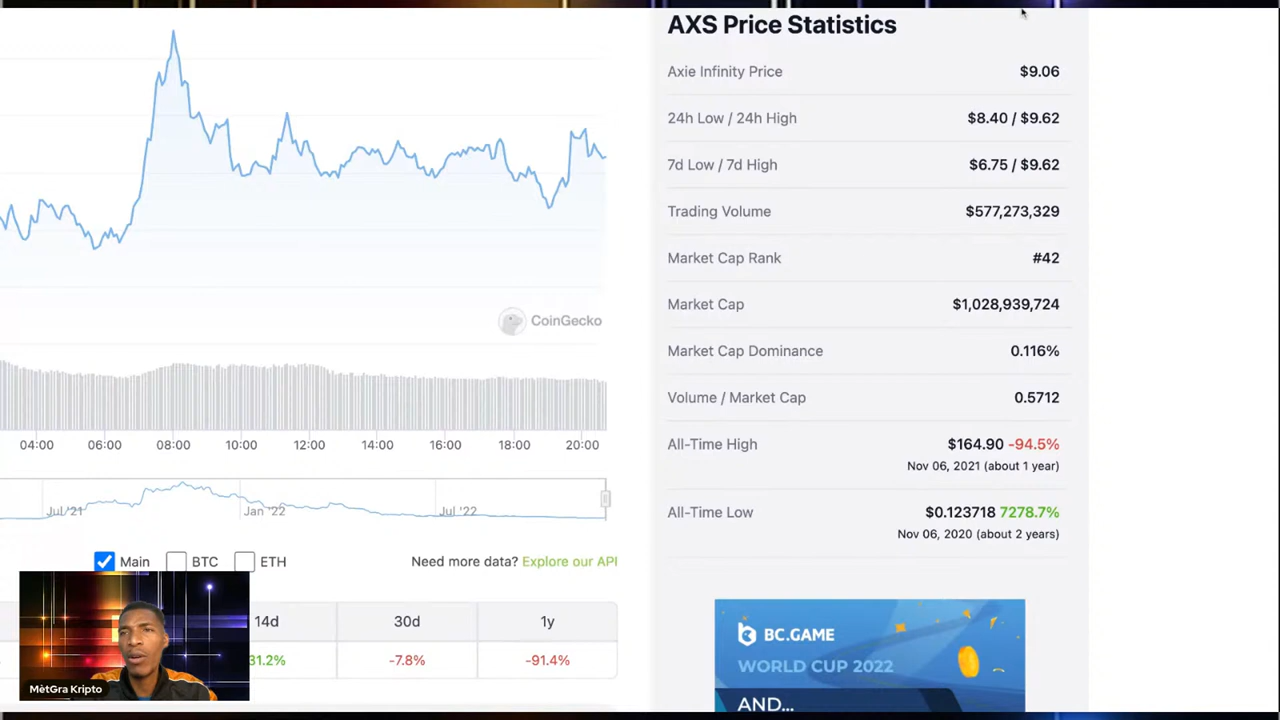 AXS Price Statistics
Axie Infinity Price $9.06
24h Low / 24h High $8.40 / $9.62
7d Low / 7d High $6.75 / $9.62
Trading Volume $577,273,329
Market Cap Rank #42
Market Cap $1,028,939,724
Market Cap Dominance 0.116%
Volume / Market Cap 0.5712
All-Time High $164.90 -94.5%
Nov 06, 2021 (about 1 year)
All-Time Low $0.123718 7278.7%
Nov 06, 2020 (about 2 years)
CoinGecko
04:00 06:00 08:00 10:00 12:00 14:00 16:00 18:00 20:00
Jul '21 Jan '22 Jul '22
Main BTC ETH
Need more data? Explore our API
14d 30d 1y
31.2% -7.8% -91.4%
MètGra Kripto
BC.GAME
WORLD CUP 2022
AND...